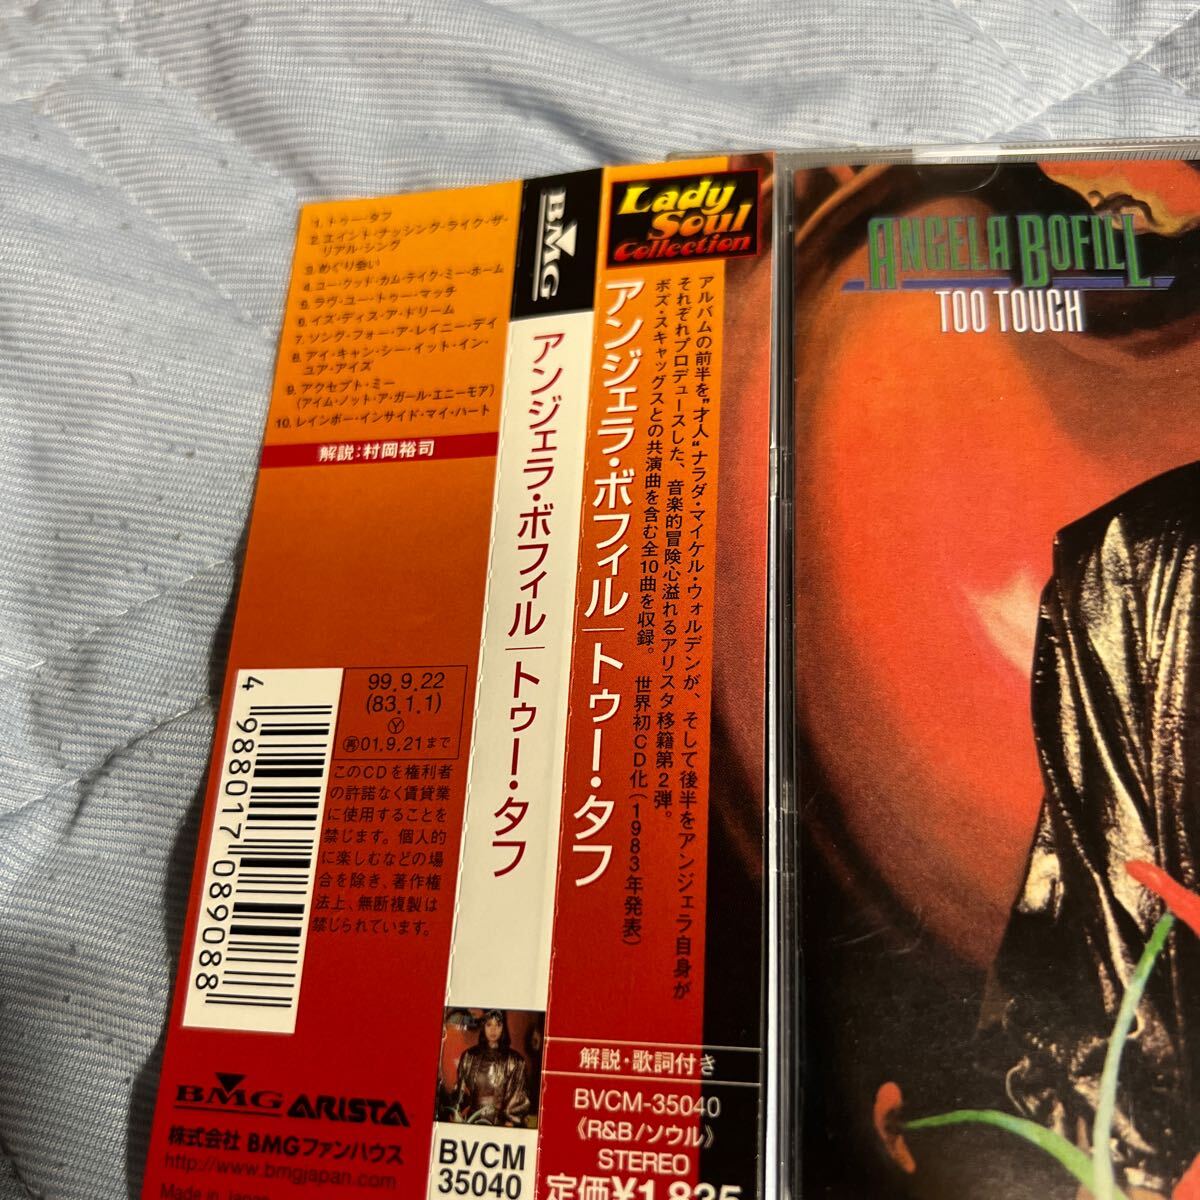 1. トゥー・タフ
2. エイント・ナッシング・ライク・ザ・
リアル・シング
3. めぐり会い
4. ユー・クッド・カム・テイク・ミー・ホーム
5. ラヴ・ユー・トゥー・マッチ
6. イズ・ディス・ア・ドリーム
7. ソング・フォー・ア・レイニー・デイ
8. アイ・キャン・シー・イット・イン・
ユア・アイズ
9. アクセプト・ミー
(アイム・ノット・ア・ガール・エニーモア)
10. レインボー・インサイド・マイ・ハート
解説:村岡裕司
99.9.22
(83.1.1)
Ⓨ
再01.9.21まで
このCDを権利者
の許諾なく賃貸業
に使用することを
禁じます。個人的
に楽しむなどの場
合を除き、著作権
法上、無断複製は
禁じられています。
4 988017 089088
BMG ARISTA
株式会社 BMGファンハウス
http://www.bmgjapan.com
Made in Japan
BMG
アンジェラ・ボフィル|トゥー・タフ
BVCM
35040
Lady
Soul
Collection
アルバムの前半を"才人"ナラダ・マイケル・ウォルデンが、そして後半をアンジェラ自身が
それぞれプロデュースした、音楽的冒険心溢れるアリスタ移籍第2弾。
ボズ・スキャッグスとの共演曲を含む全10曲を収録。 世界初CD化(1983年発表)
アンジェラ・ボフィル|トゥー・タフ
解説・歌詞付き
BVCM-35040
《R&B/ソウル》
STEREO
定価¥1,835
ANGELA BOFILL
TOO TOUGH